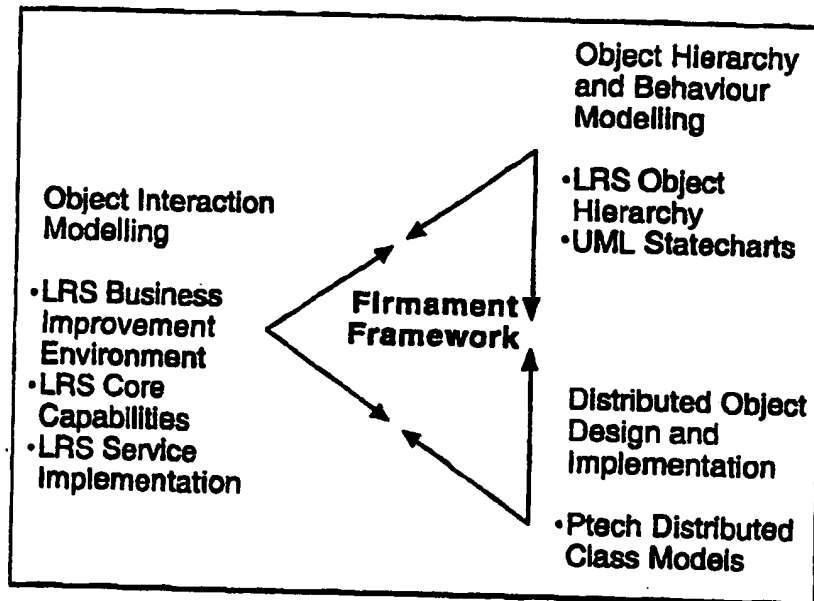 Object Interaction
Modelling
•LRS Business
Improvement
Environment
•LRS Core
Capabilities
•LRS Service
Implementation
Firmament
Framework
Object Hierarchy
and Behaviour
Modelling
•LRS Object
Hierarchy
•UML Statecharts
Distributed Object
Design and
Implementation
•Ptech Distributed
Class Models